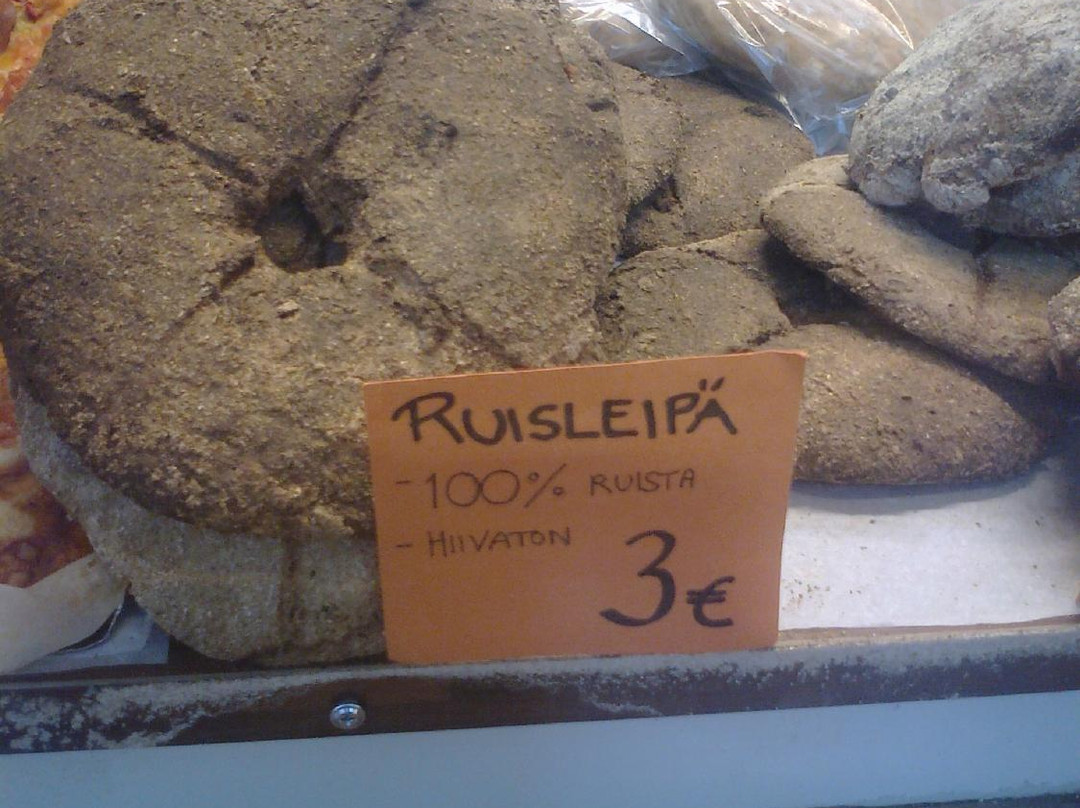 RUISLEIPÄ
- 100% RUISTA
- HIIVATON
3€